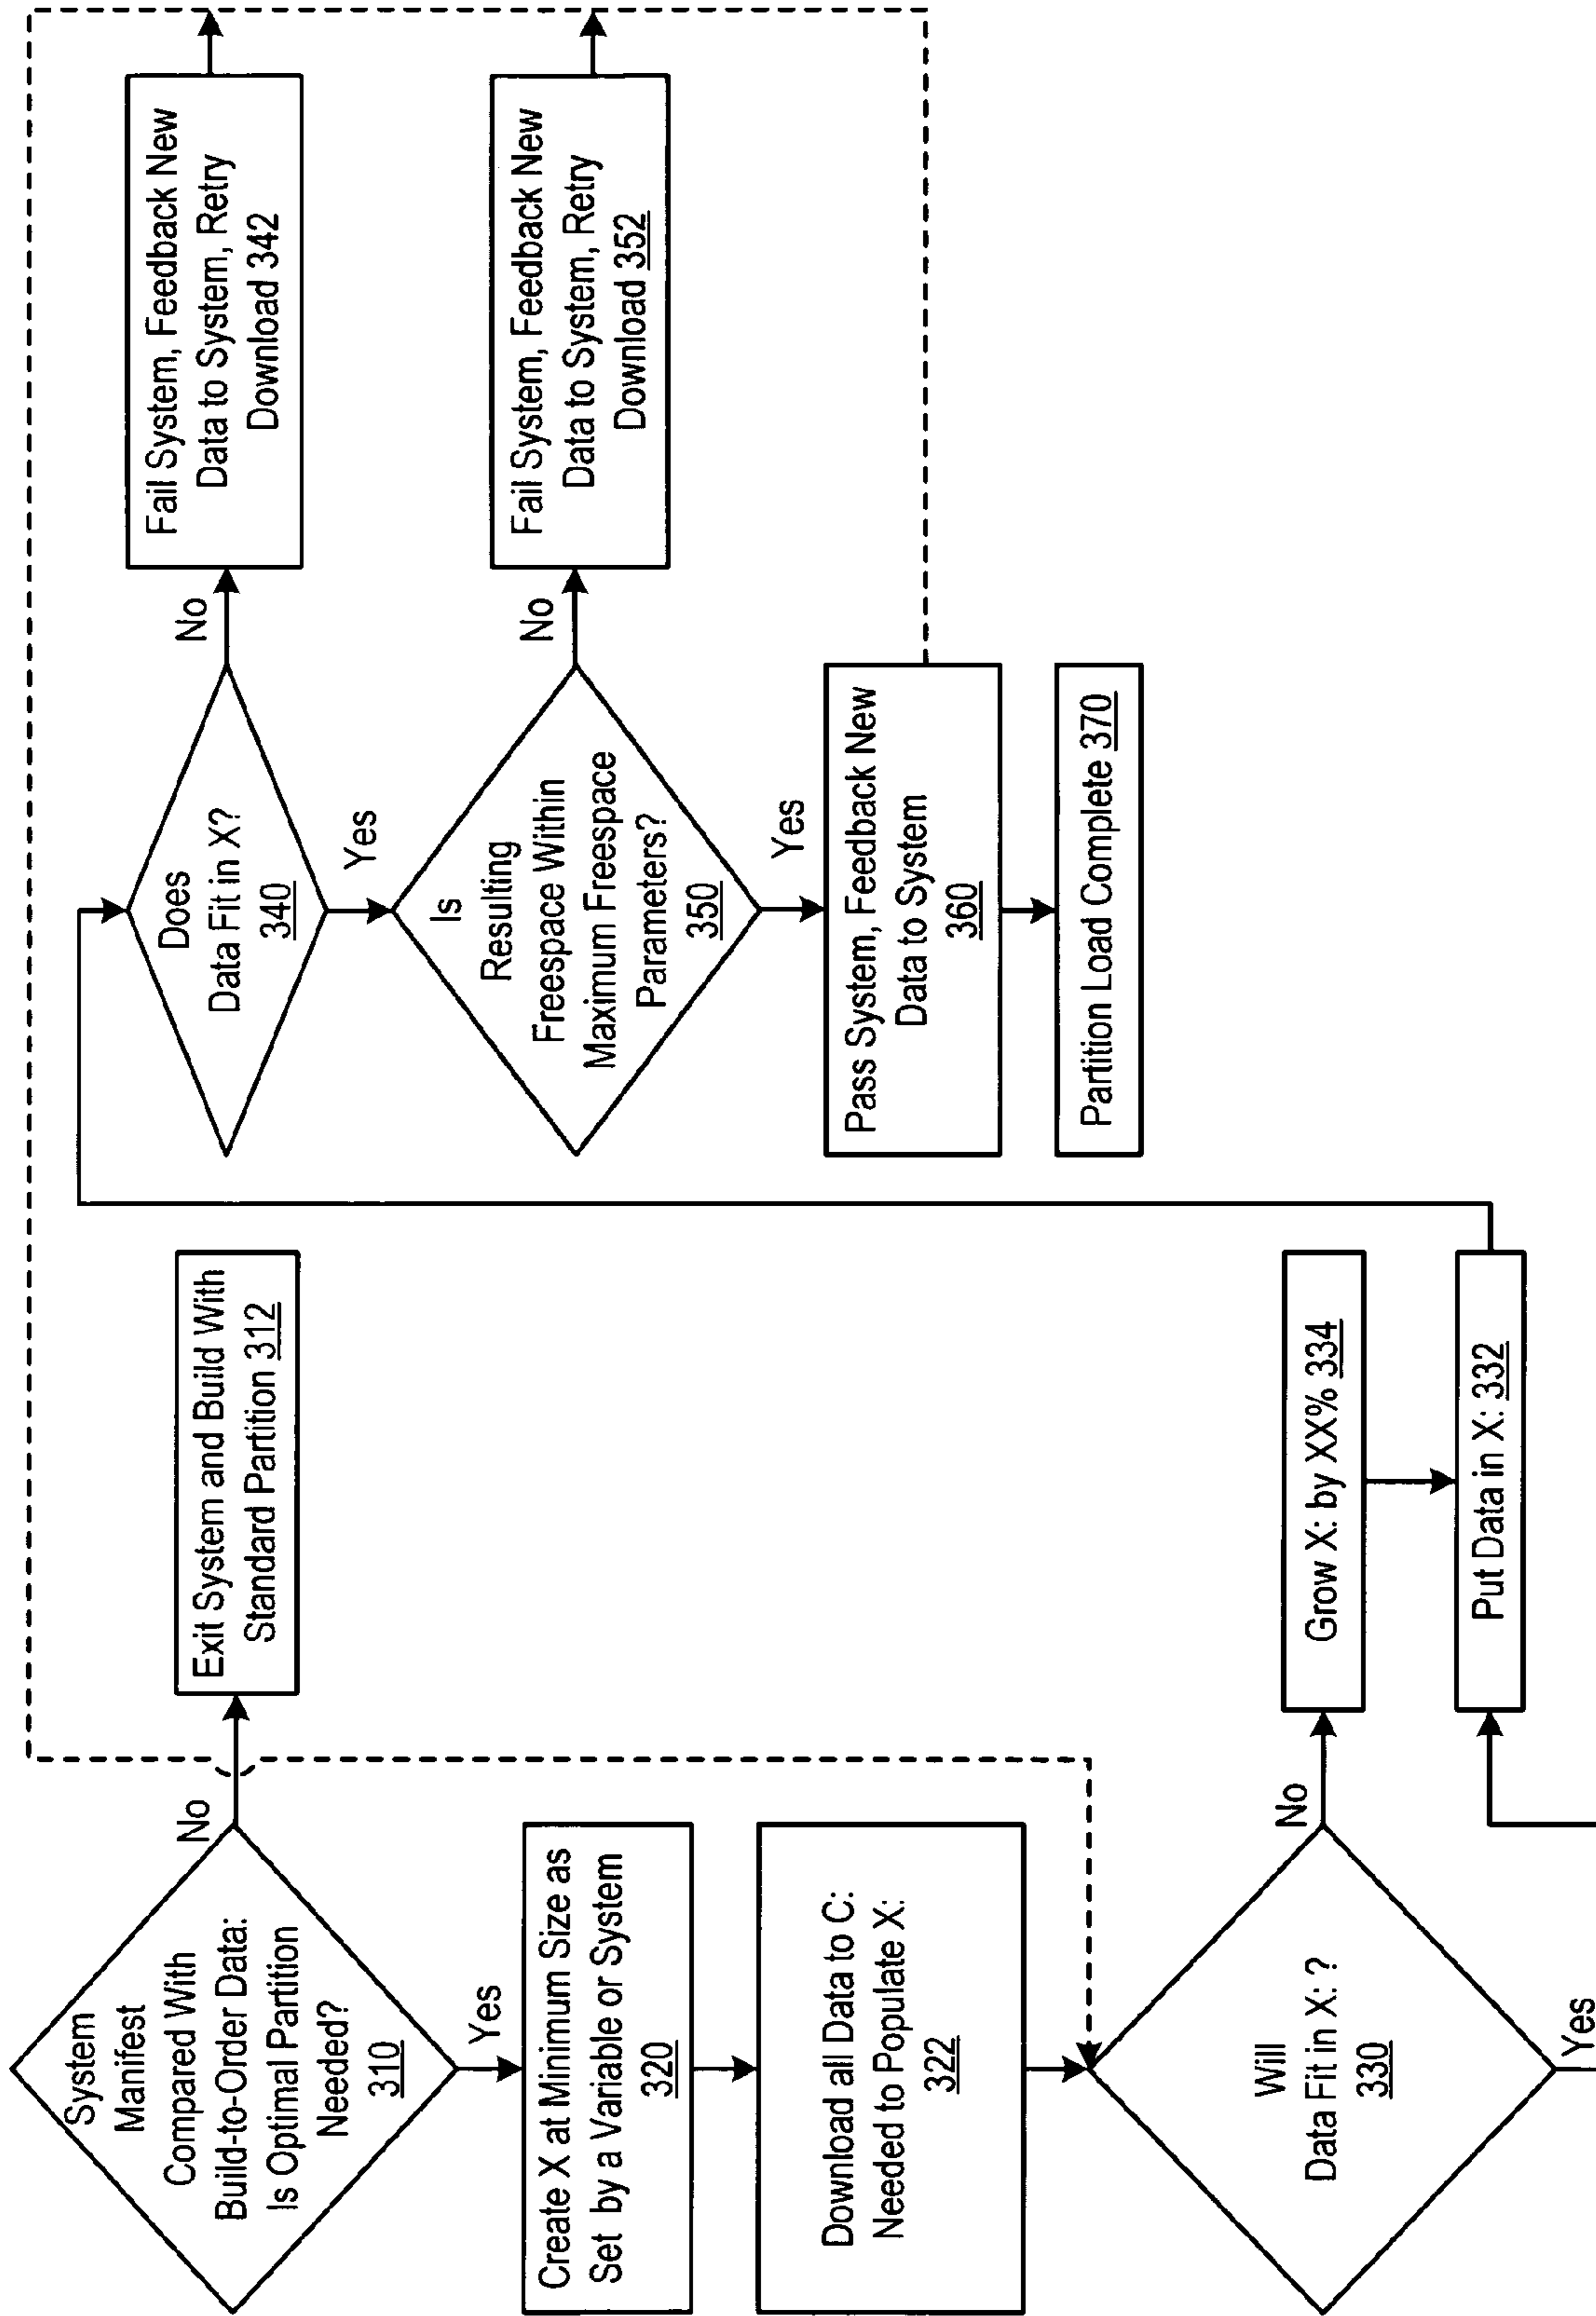 System
Manifest
Compared With
Build-to-Order Data:
Is Optimal Partition
Needed?
310
No
Exit System and Build With
Standard Partition 312
Yes
Create X at Minimum Size as
Set by a Variable or System
320
Download all Data to C:
Needed to Populate X:
322
Will
Data Fit in X: ?
330
No
Grow X: by XX% 334
Yes
Put Data in X: 332
Does
Data Fit in X?
340
No
Fail System, Feedback New
Data to System, Retry
Download 342
Yes
Is
Resulting
Freespace Within
Maximum Freespace
Parameters?
350
No
Fail System, Feedback New
Data to System, Retry
Download 352
Yes
Pass System, Feedback New
Data to System
360
Partition Load Complete 370